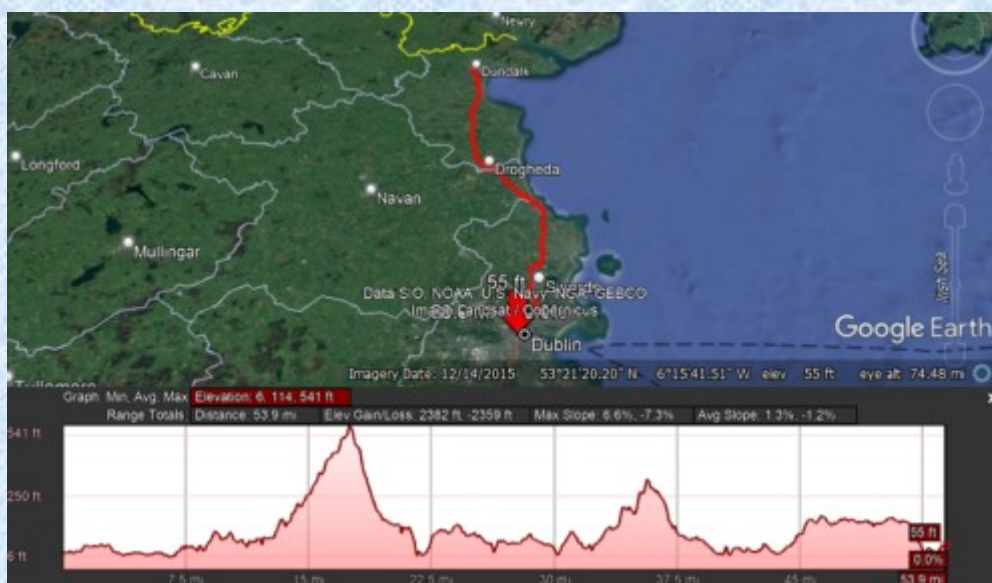 Newry
Cavan
Dundalk
Longford
Drogheda
Navan
Mullingar
55 ft
Swords
Data SIO, NOAA, U.S. Navy, NGA, GEBCO
Image Landsat / Copernicus
Irish Sea
Dublin
Google Earth
Tullamore
Imagery Date: 12/14/2015 53°21'20.20" N 6°15'41.51" W elev 55 ft eye alt 74.48 mi
Graph: Min, Avg, Max Elevation: 6, 114, 541 ft
Range Totals: Distance: 53.9 mi Elev Gain/Loss: 2382 ft, -2359 ft Max Slope: 6.6%, -7.3% Avg Slope: 1.3%, -1.2%
541 ft
250 ft
6 ft
55 ft
0.0%
7.5 mi 15 mi 22.5 mi 30 mi 37.5 mi 45 mi 53.9 mi